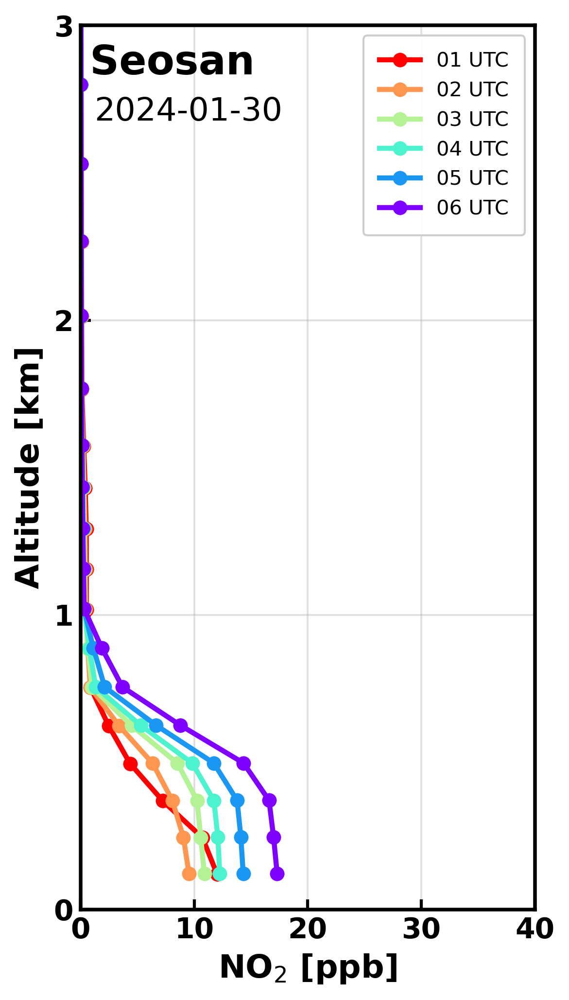 3
Seosan
2024-01-30
01 UTC
02 UTC
03 UTC
04 UTC
05 UTC
06 UTC
2
1
0
Altitude [km]
0 10 20 30 40
NO₂ [ppb]